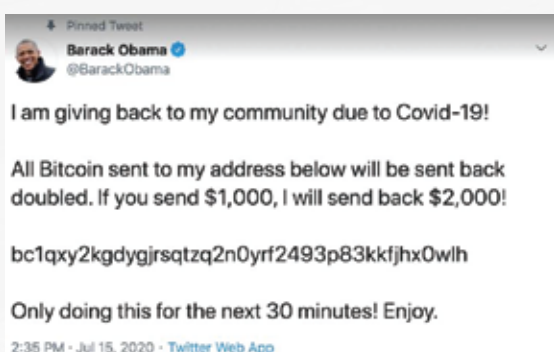 Pinned Tweet
Barack Obama
@BarackObama
I am giving back to my community due to Covid-19!
All Bitcoin sent to my address below will be sent back
doubled. If you send $1,000, I will send back $2,000!
bc1qxy2kgdygjrsqtzq2n0yrf2493p83kkfjhx0wlh
Only doing this for the next 30 minutes! Enjoy.
2:35 PM · Jul 15, 2020 · Twitter Web App